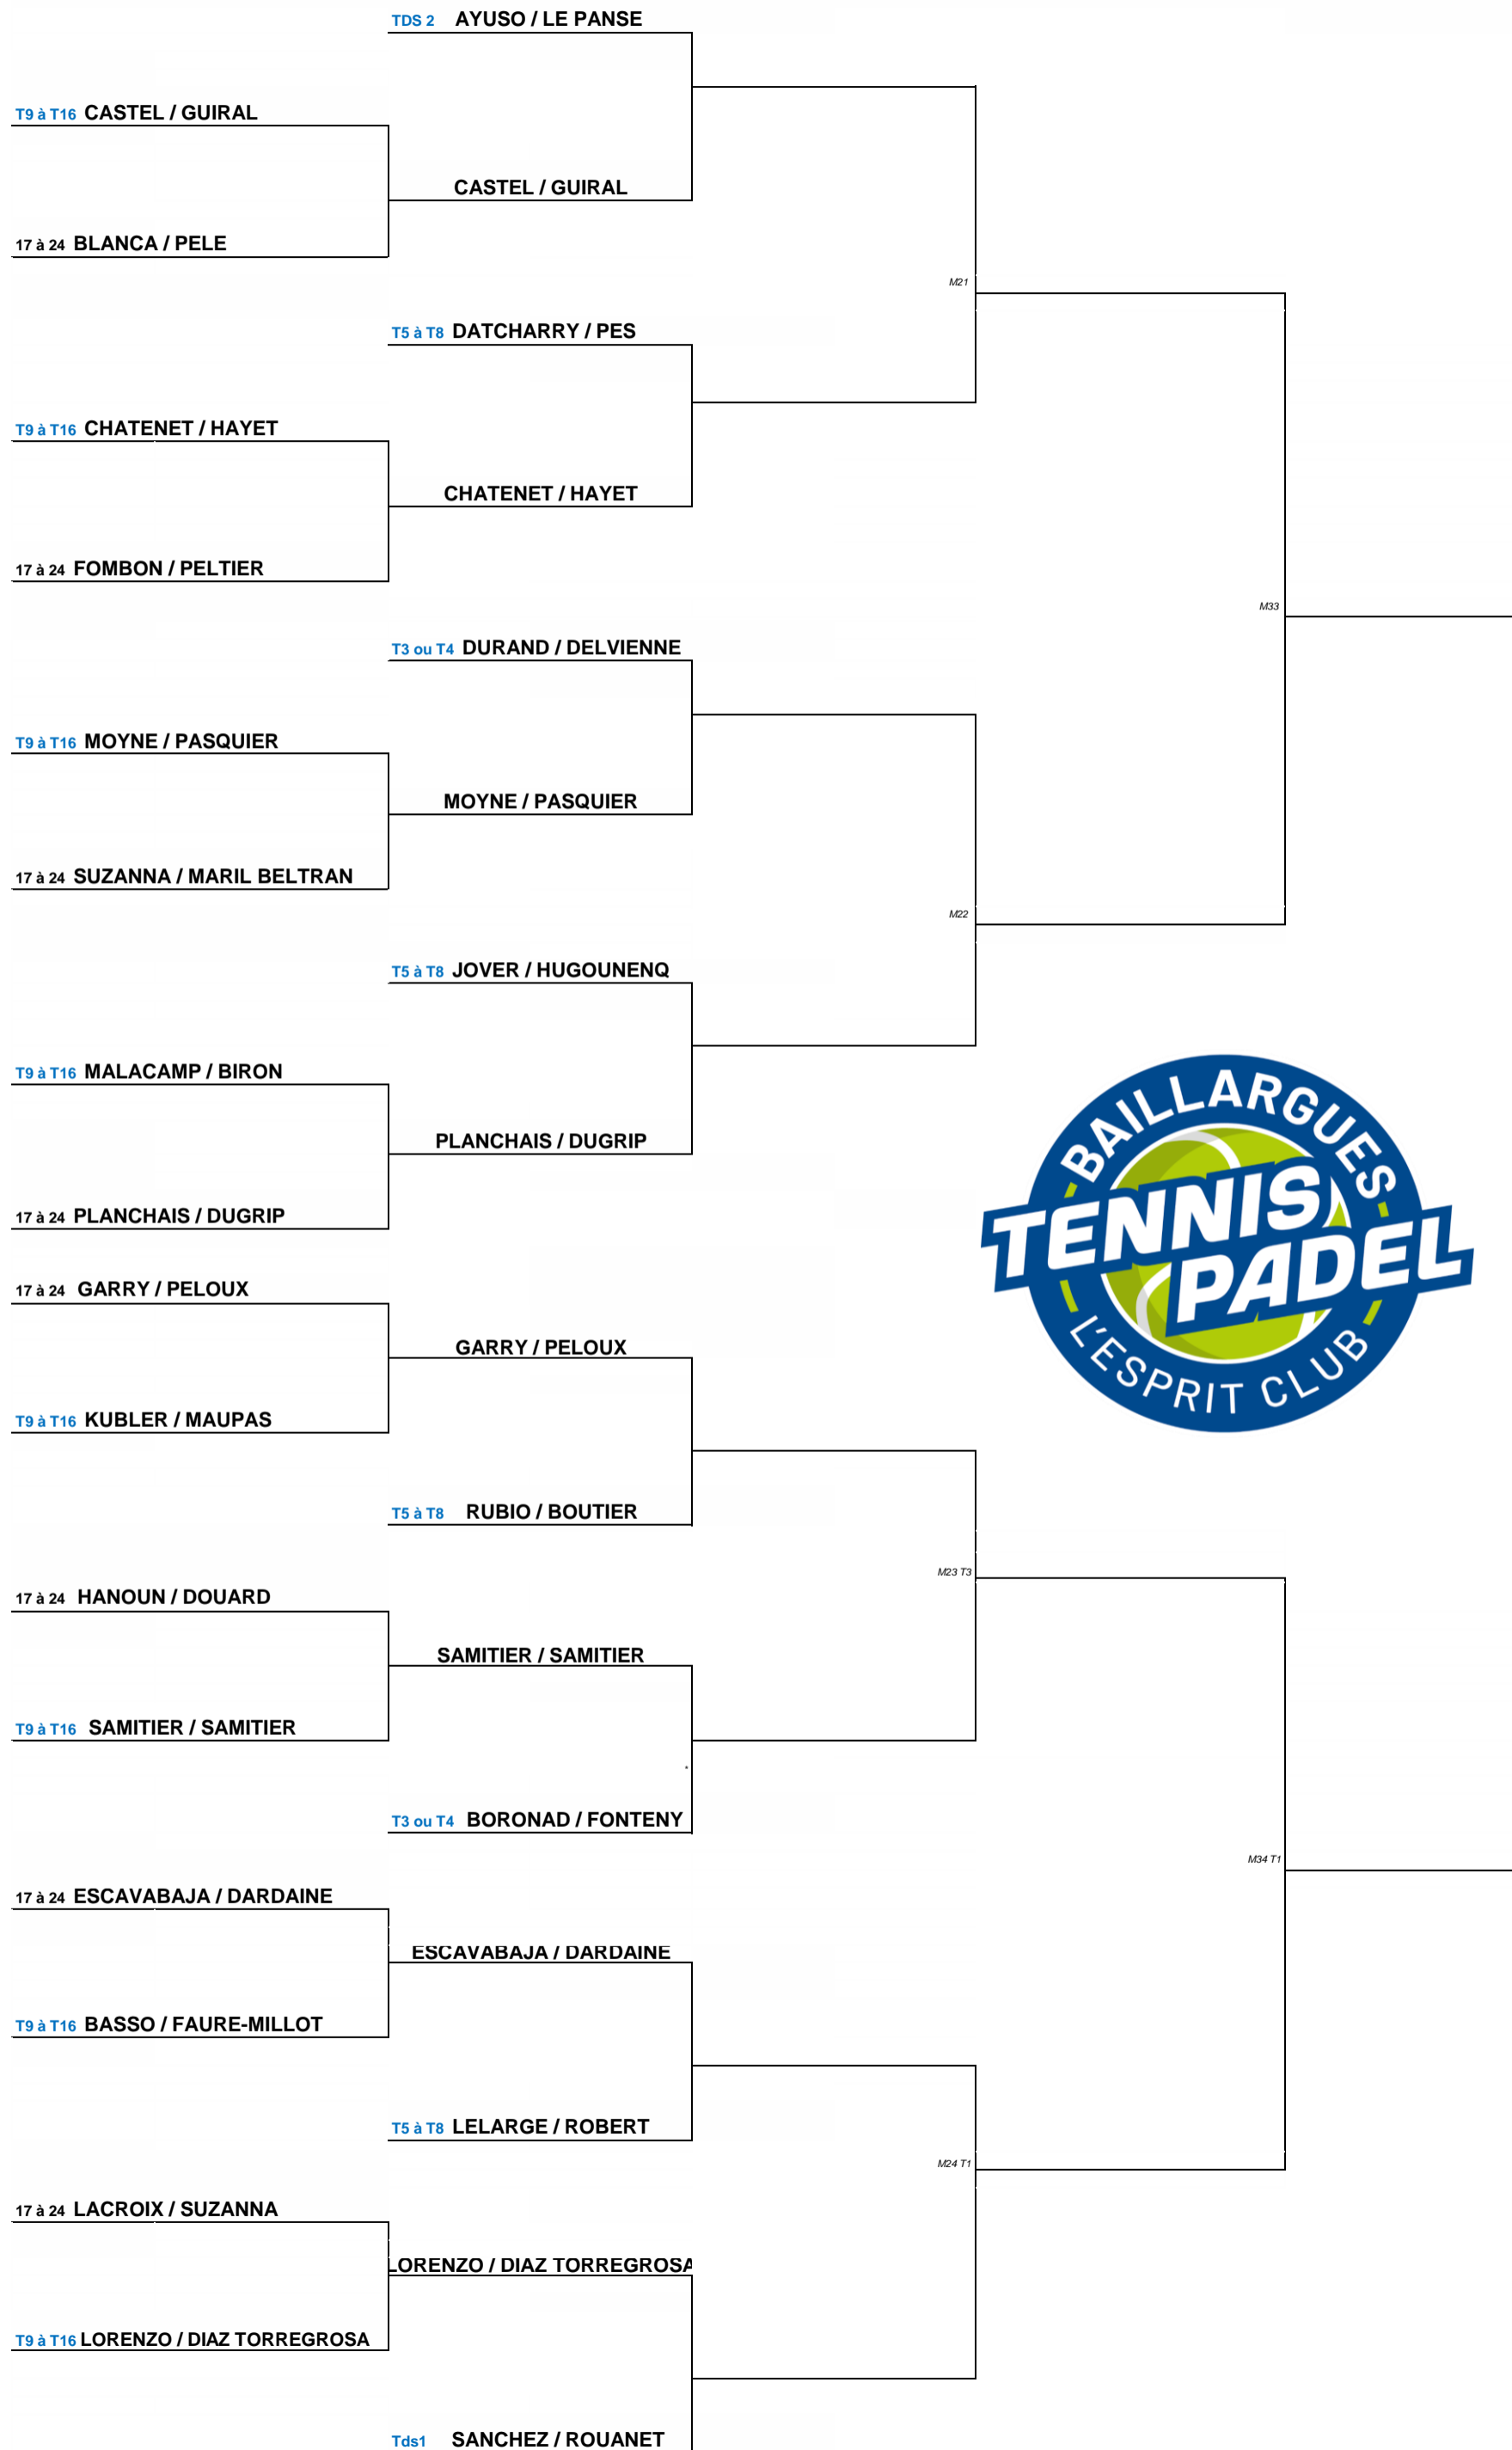 TDS 2 AYUSO / LE PANSE
T9 à T16 CASTEL / GUIRAL
CASTEL / GUIRAL
17 à 24 BLANCA / PELE
M21
T5 à T8 DATCHARRY / PES
T9 à T16 CHATENET / HAYET
CHATENET / HAYET
17 à 24 FOMBON / PELTIER
M33
T3 ou T4 DURAND / DELVIENNE
T9 à T16 MOYNE / PASQUIER
MOYNE / PASQUIER
17 à 24 SUZANNA / MARIL BELTRAN
M22
T5 à T8 JOVER / HUGOUNENQ
T9 à T16 MALACAMP / BIRON
PLANCHAIS / DUGRIP
17 à 24 PLANCHAIS / DUGRIP
BAILLARGUES
TENNIS
PADEL
L'ESPRIT CLUB
17 à 24 GARRY / PELOUX
GARRY / PELOUX
T9 à T16 KUBLER / MAUPAS
T5 à T8 RUBIO / BOUTIER
M23 T3
17 à 24 HANOUN / DOUARD
SAMITIER / SAMITIER
T9 à T16 SAMITIER / SAMITIER
*
T3 ou T4 BORONAD / FONTENY
M34 T1
17 à 24 ESCAVABAJA / DARDAINE
ESCAVABAJA / DARDAINE
T9 à T16 BASSO / FAURE-MILLOT
T5 à T8 LELARGE / ROBERT
M24 T1
17 à 24 LACROIX / SUZANNA
LORENZO / DIAZ TORREGROSA
T9 à T16 LORENZO / DIAZ TORREGROSA
Tds1 SANCHEZ / ROUANET